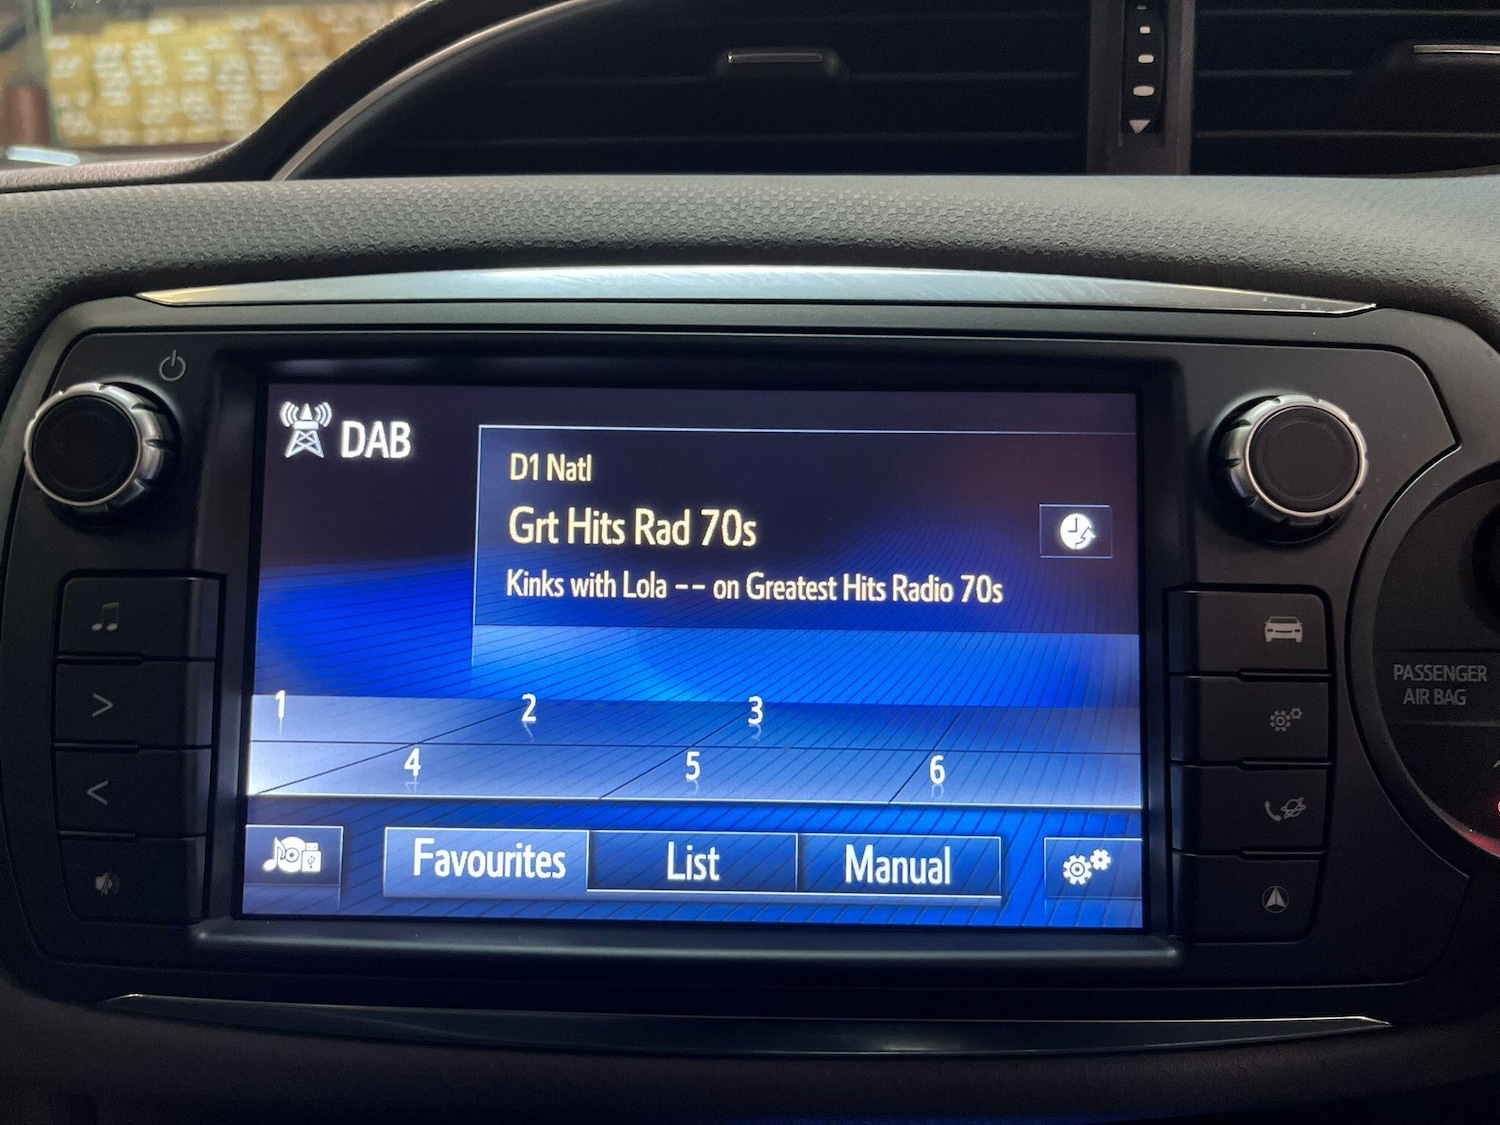 DAB
D1 Natl
Grt Hits Rad 70s
Kinks with Lola -- on Greatest Hits Radio 70s
1 2 3
4 5 6
Favourites List Manual
PASSENGER
AIR BAG